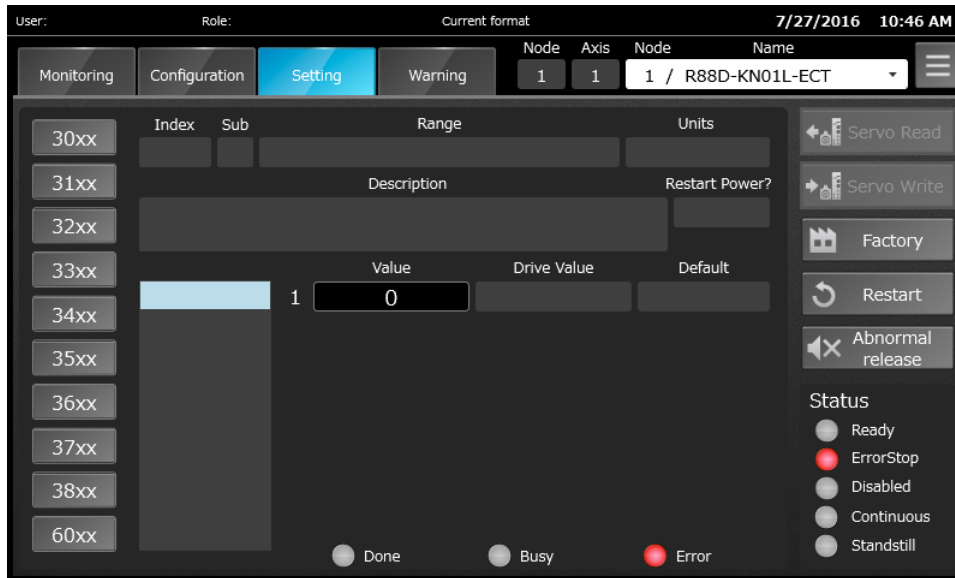 User: Role: Current format 7/27/2016 10:46 AM
Node Axis Node Name
Monitoring Configuration Setting Warning 1 1 1 / R88D-KN01L-ECT
Index Sub Range Units
30xx
Servo Read
31xx
Description Restart Power?
Servo Write
32xx
Factory
33xx
Value Drive Value Default
1 0
Restart
34xx
35xx
Abnormal
release
36xx
Status
Ready
37xx
ErrorStop
38xx
Disabled
Continuous
60xx
Standstill
Done Busy Error